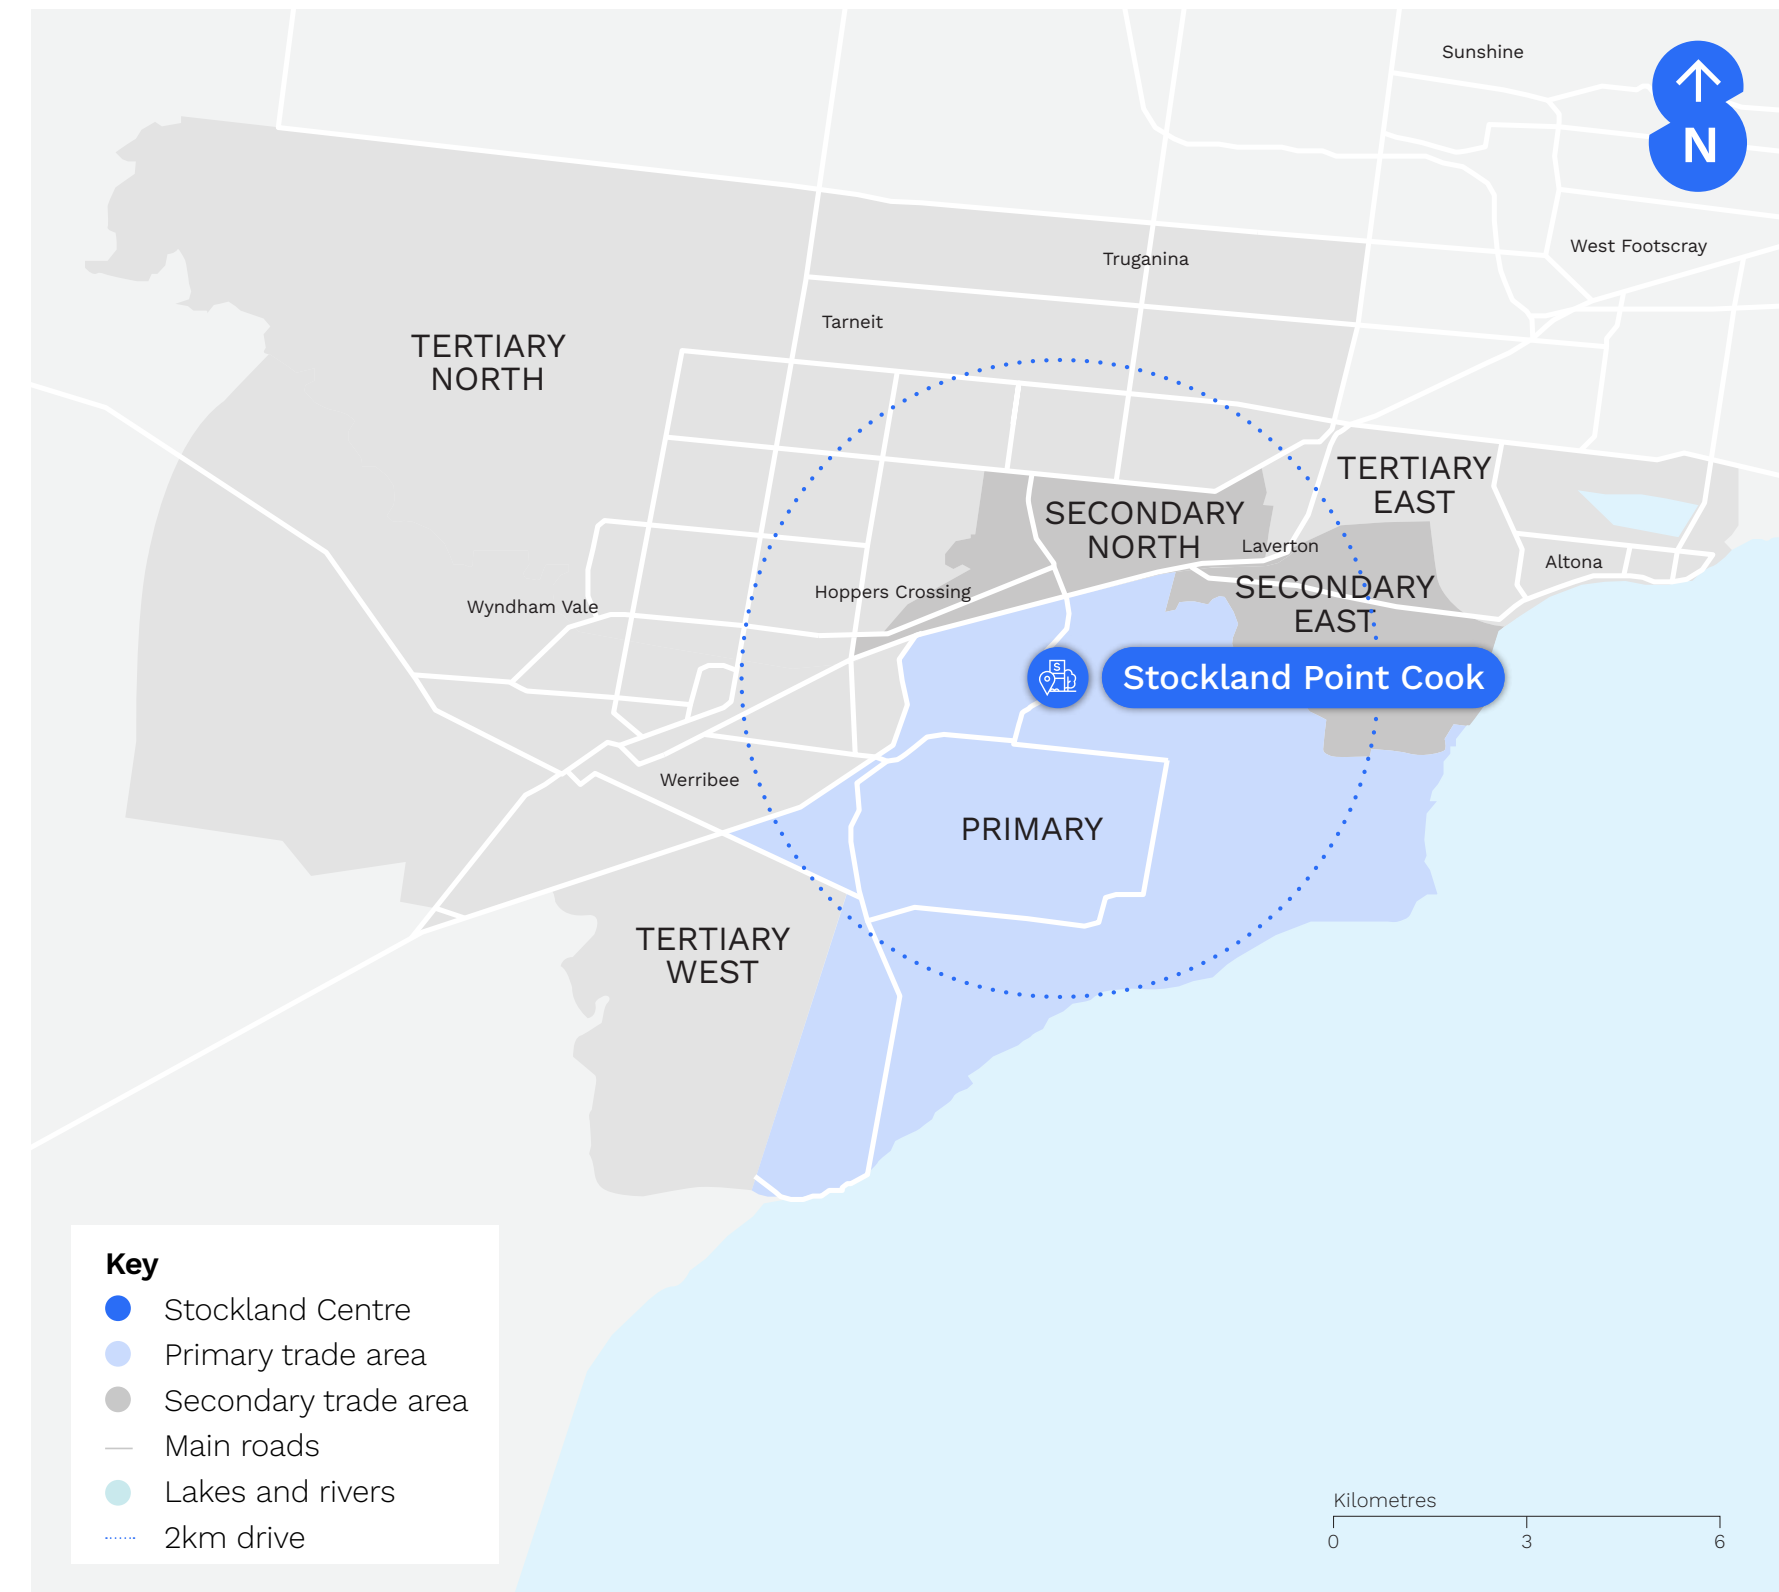 Sunshine
N
West Footscray
Truganina
Tarneit
TERTIARY
NORTH
TERTIARY
EAST
SECONDARY
NORTH
Laverton
Altona
SECONDARY
EAST
Hoppers Crossing
Wyndham Vale
S
Stockland Point Cook
Werribee
PRIMARY
TERTIARY
WEST
Key
Stockland Centre
Primary trade area
Secondary trade area
Main roads
Lakes and rivers
2km drive
Kilometres
0 3 6